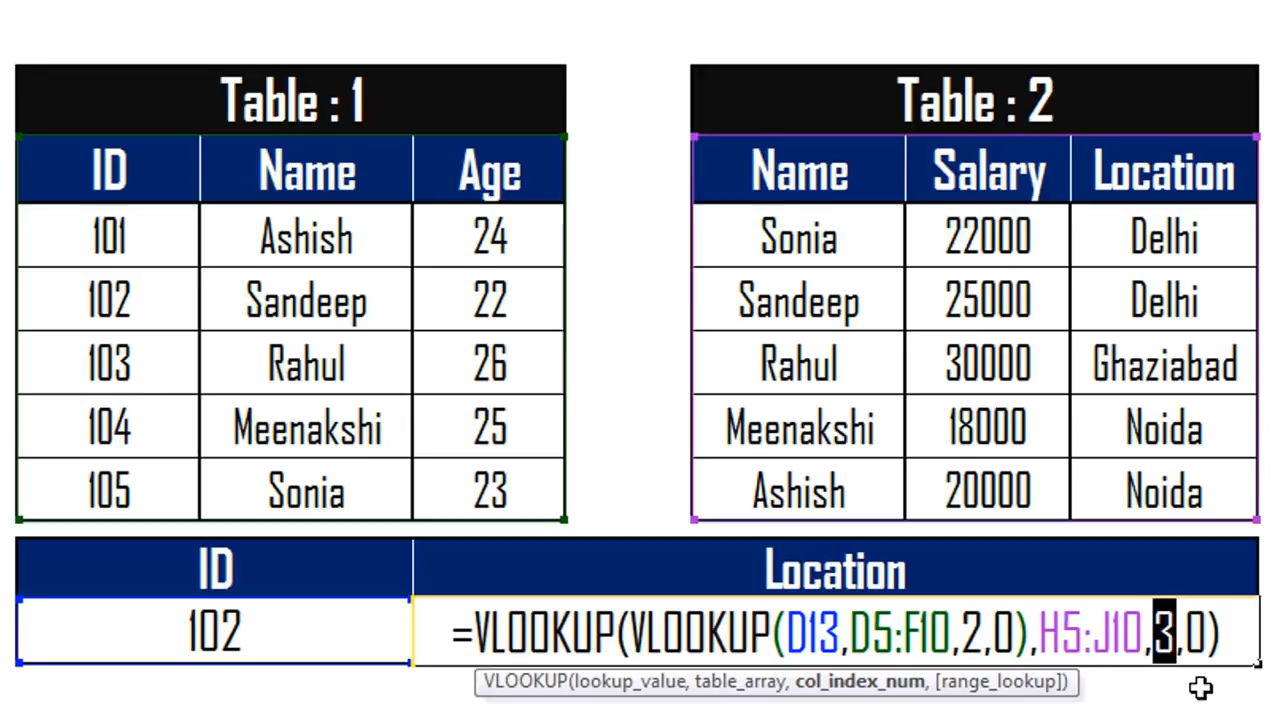 Table : 1
ID Name Age
101 Ashish 24
102 Sandeep 22
103 Rahul 26
104 Meenakshi 25
105 Sonia 23
Table : 2
Name Salary Location
Sonia 22000 Delhi
Sandeep 25000 Delhi
Rahul 30000 Ghaziabad
Meenakshi 18000 Noida
Ashish 20000 Noida
ID Location
102 =VLOOKUP(VLOOKUP(D13,D5:F10,2,0),H5:J10,3,0)
VLOOKUP(lookup_value, table_array, col_index_num, [range_lookup])